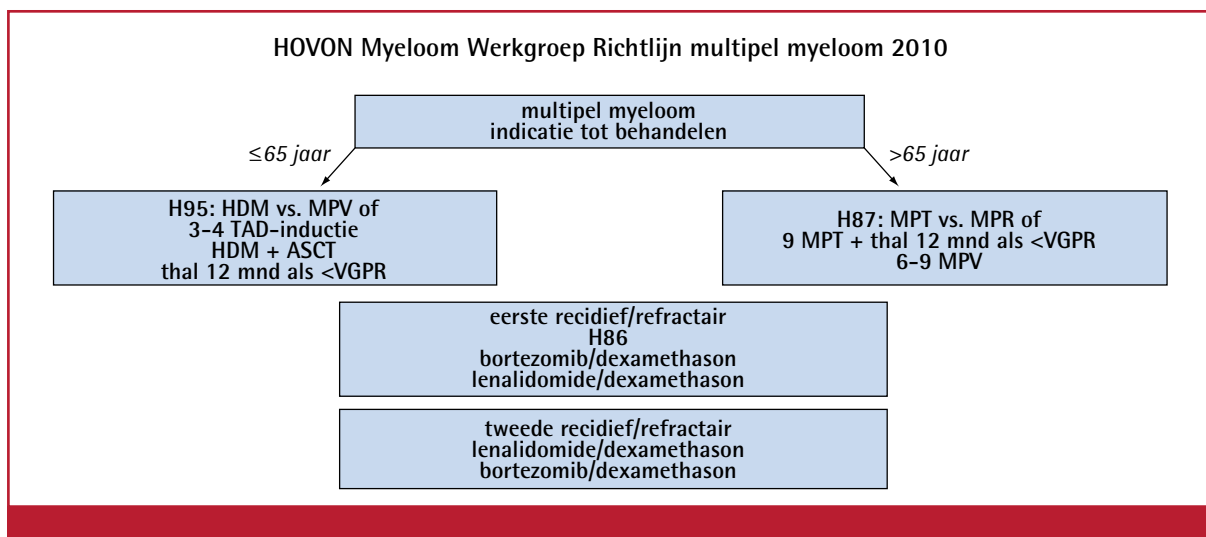 HOVON Myeloom Werkgroep Richtlijn multipel myeloom 2010
multipel myeloom
indicatie tot behandelen
≤65 jaar
>65 jaar
H95: HDM vs. MPV of
3-4 TAD-inductie
HDM + ASCT
thal 12 mnd als <VGPR
H87: MPT vs. MPR of
9 MPT + thal 12 mnd als <VGPR
6-9 MPV
eerste recidief/refractair
H86
bortezomib/dexamethason
lenalidomide/dexamethason
tweede recidief/refractair
lenalidomide/dexamethason
bortezomib/dexamethason